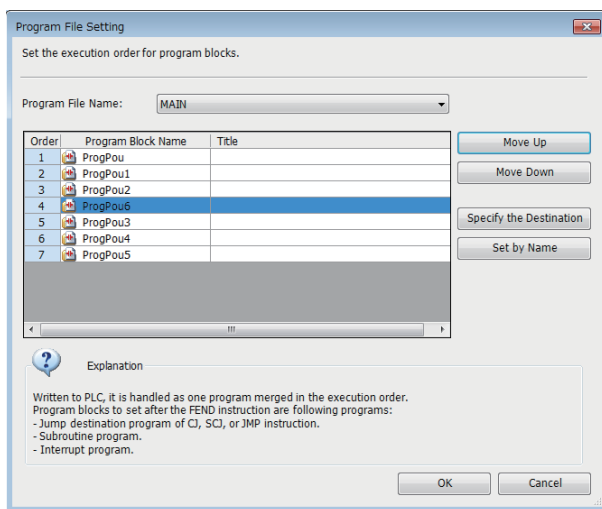 Program File Setting
Set the execution order for program blocks.
Program File Name: MAIN
Order Program Block Name Title
1 ProgPou
2 ProgPou1
3 ProgPou2
4 ProgPou6
5 ProgPou3
6 ProgPou4
7 ProgPou5
Move Up
Move Down
Specify the Destination
Set by Name
Explanation
Written to PLC, it is handled as one program merged in the execution order.
Program blocks to set after the FEND instruction are following programs:
- Jump destination program of CJ, SCJ, or JMP instruction.
- Subroutine program.
- Interrupt program.
OK Cancel